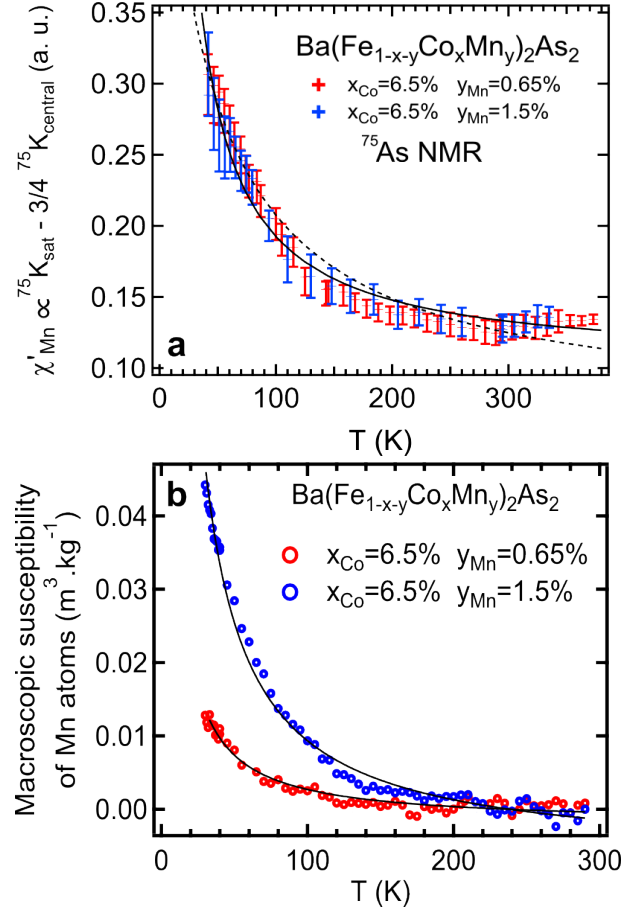 0.35
0.30
0.25
0.20
0.15
0.10
χ'Mn ∝ 75Ksat - 3/4 75Kcentral (a. u.)
Ba(Fe1-x-yCoxMny)2As2
xCo=6.5% yMn=0.65%
xCo=6.5% yMn=1.5%
75As NMR
a
0 100 200 300
T (K)
b
Ba(Fe1-x-yCoxMny)2As2
xCo=6.5% yMn=0.65%
xCo=6.5% yMn=1.5%
0.04
0.03
0.02
0.01
0.00
Macroscopic susceptibility
of Mn atoms (m3.kg-1)
0 100 200 300
T (K)